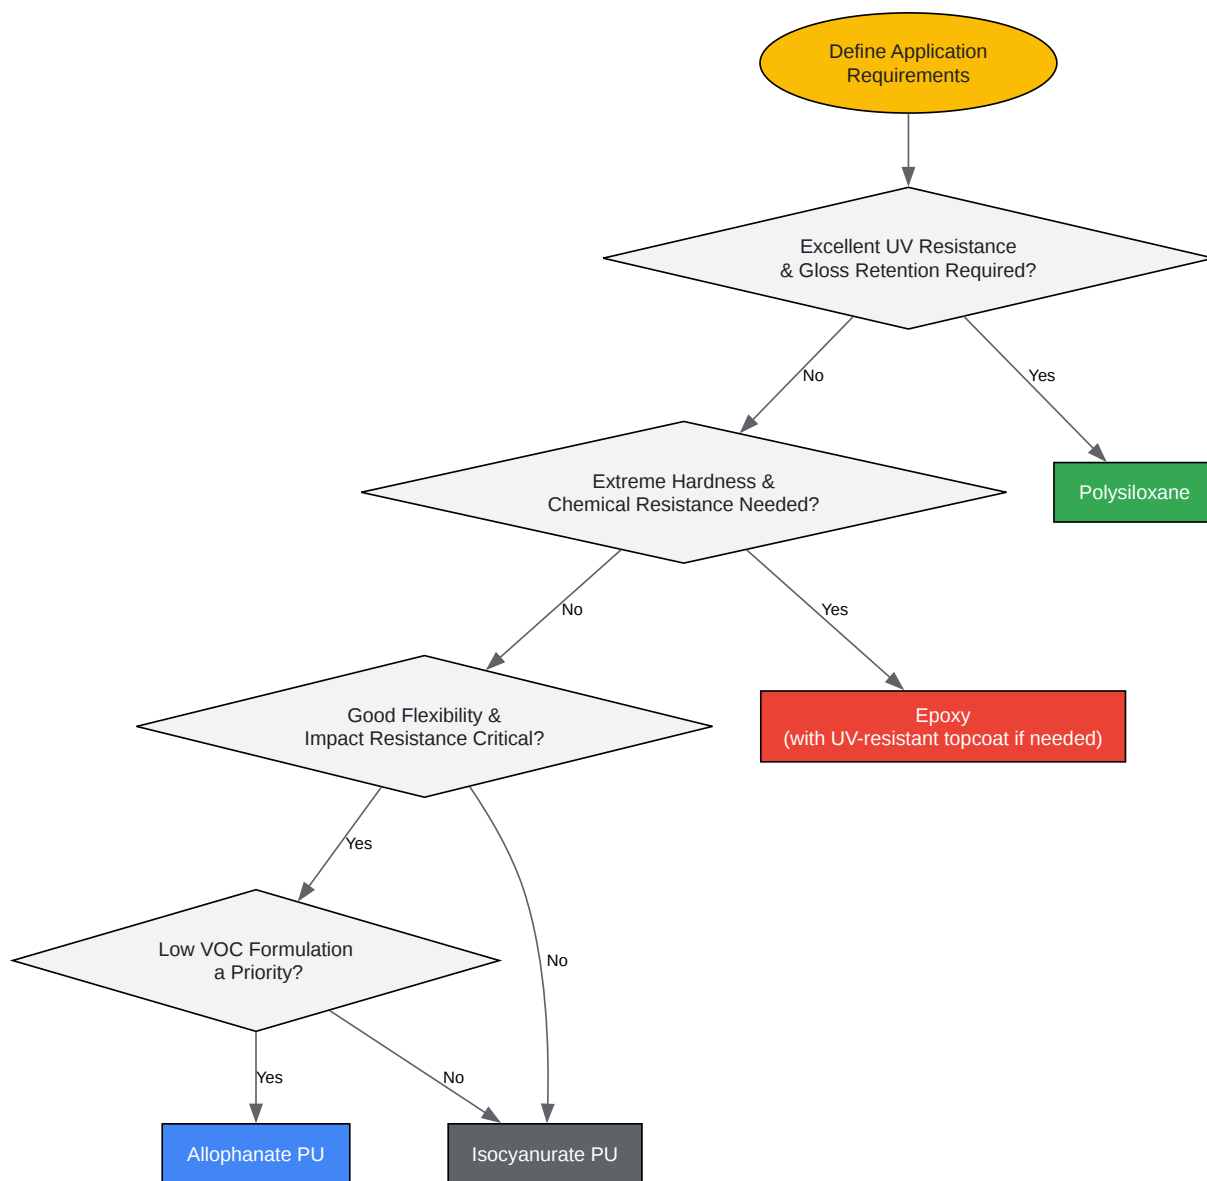 Define Application
Requirements
Excellent UV Resistance
& Gloss Retention Required?
No
Yes
Extreme Hardness &
Chemical Resistance Needed?
Polysiloxane
No
Yes
Good Flexibility &
Impact Resistance Critical?
Epoxy
(with UV-resistant topcoat if needed)
Yes
No
Low VOC Formulation
a Priority?
Yes
No
Allophanate PU
Isocyanurate PU